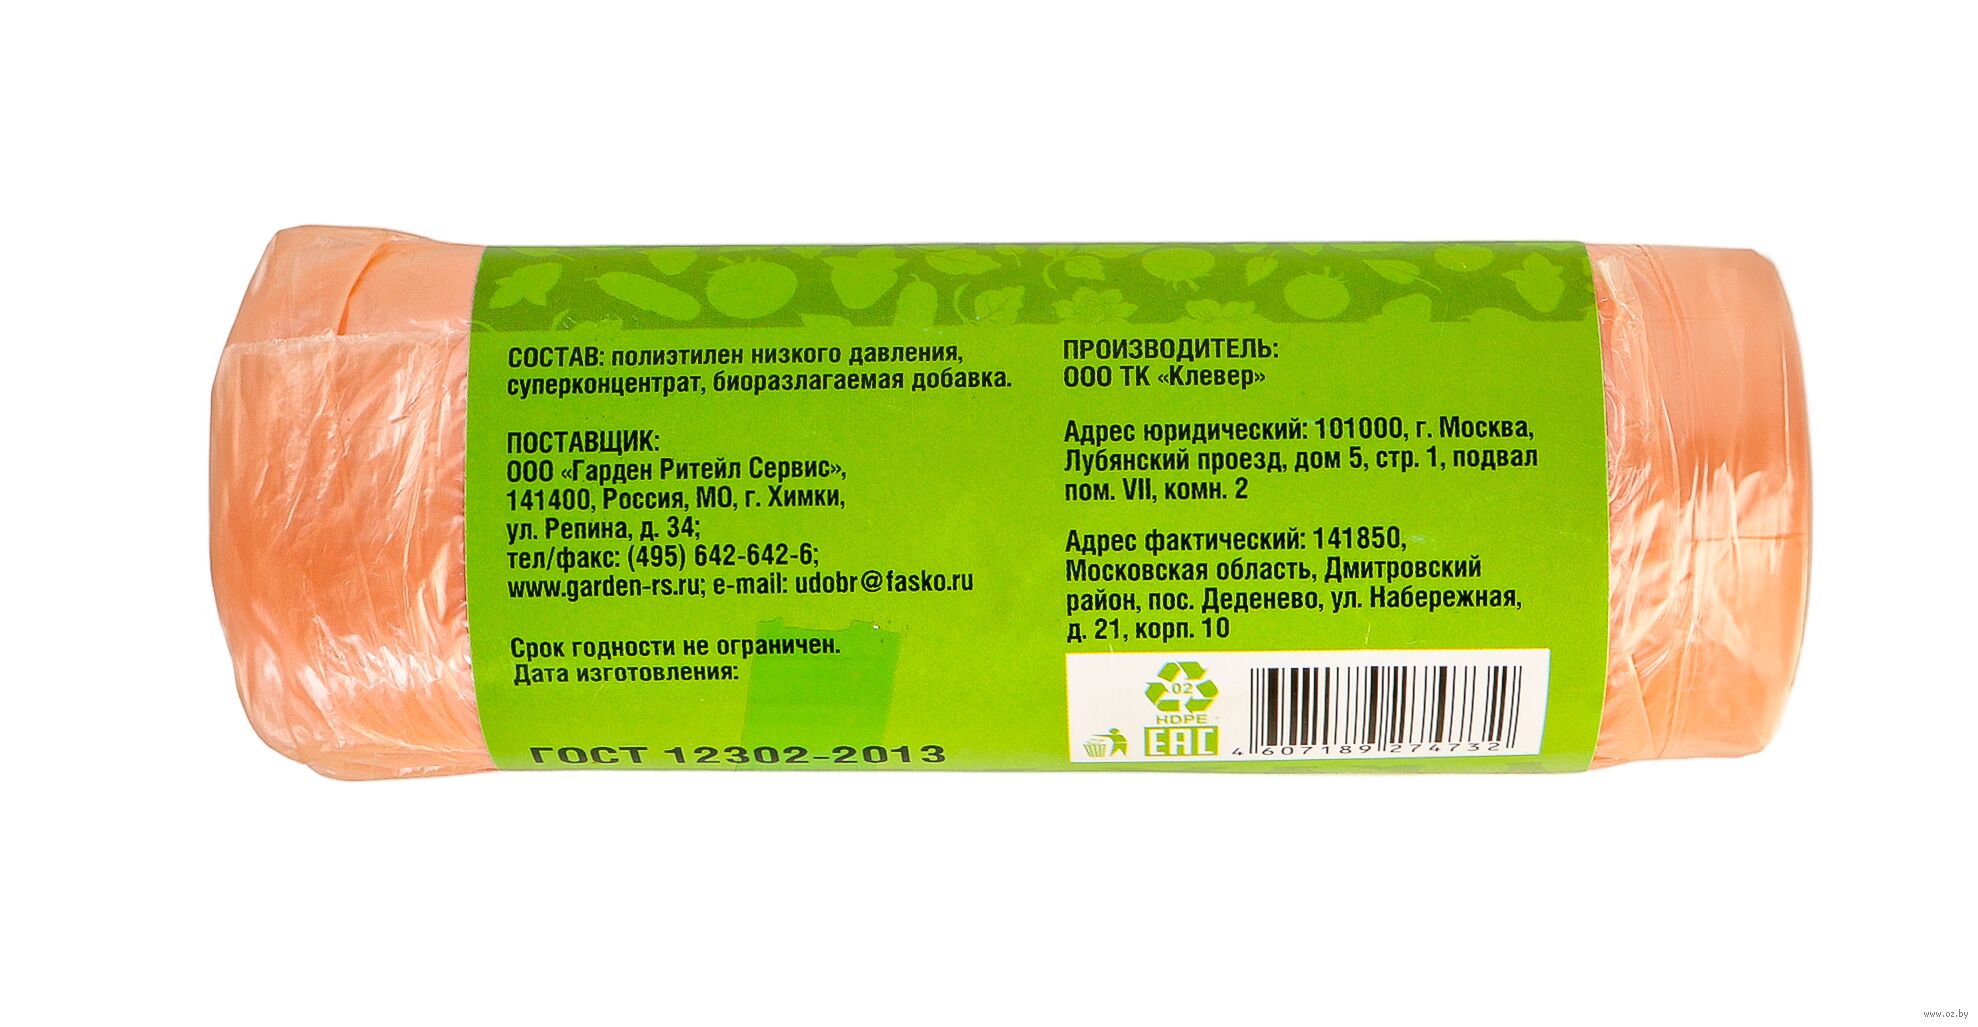 СОСТАВ: полиэтилен низкого давления,
суперконцентрат, биоразлагаемая добавка.
ПОСТАВЩИК:
ООО «Гарден Ритейл Сервис»,
141400, Россия, МО, г. Химки,
ул. Репина, д. 34;
тел/факс: (495) 642-642-6;
www.garden-rs.ru; e-mail: udobr@fasko.ru
Срок годности не ограничен.
Дата изготовления:
ГОСТ 12302-2013
ПРОИЗВОДИТЕЛЬ:
ООО ТК «Клевер»
Адрес юридический: 101000, г. Москва,
Лубянский проезд, дом 5, стр. 1, подвал
пом. VII, комн. 2
Адрес фактический: 141850,
Московская область, Дмитровский
район, пос. Деденево, ул. Набережная,
д. 21, корп. 10
02
HDPE
EAC
4 607189 274732
www.oz.by